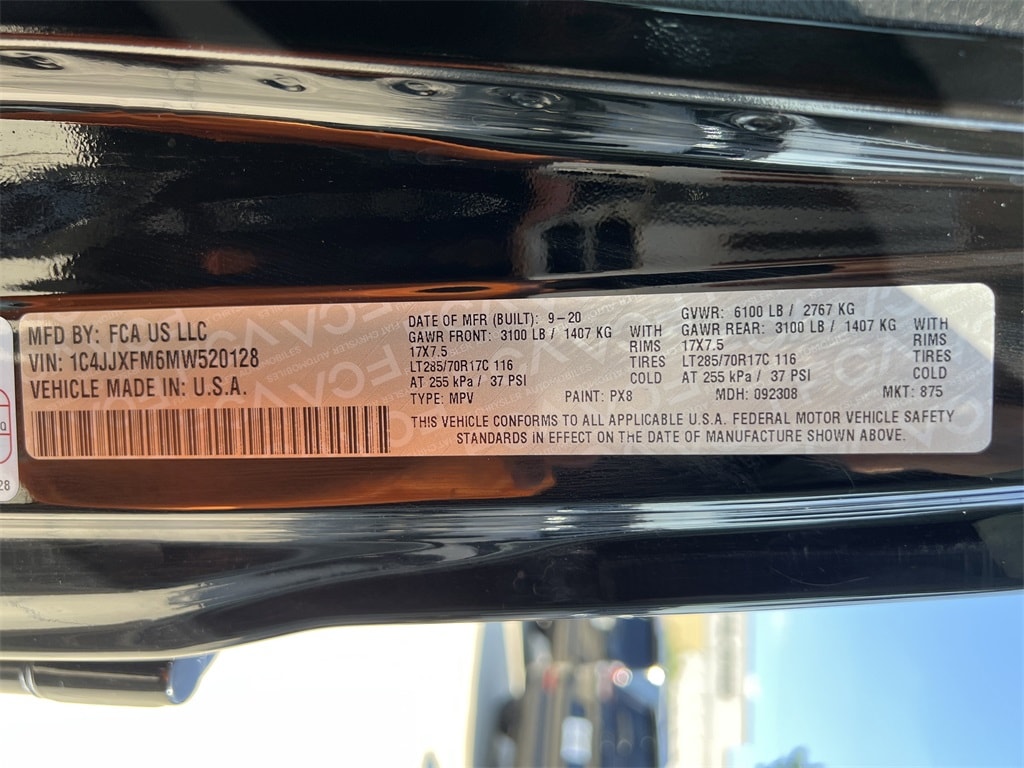 MFD BY: FCA US LLC
VIN: 1C4JJXFM6MW520128
VEHICLE MADE IN: U.S.A.
DATE OF MFR (BUILT): 9-20
GAWR FRONT: 3100 LB / 1407 KG WITH
17X7.5 RIMS
LT285/70R17C 116 TIRES
AT 255 kPa / 37 PSI COLD
TYPE: MPV PAINT: PX8
GVWR: 6100 LB / 2767 KG
GAWR REAR: 3100 LB / 1407 KG WITH
17X7.5 RIMS
LT285/70R17C 116 TIRES
AT 255 kPa / 37 PSI COLD
MDH: 092308 MKT: 875
THIS VEHICLE CONFORMS TO ALL APPLICABLE U.S.A. FEDERAL MOTOR VEHICLE SAFETY
STANDARDS IN EFFECT ON THE DATE OF MANUFACTURE SHOWN ABOVE.
28